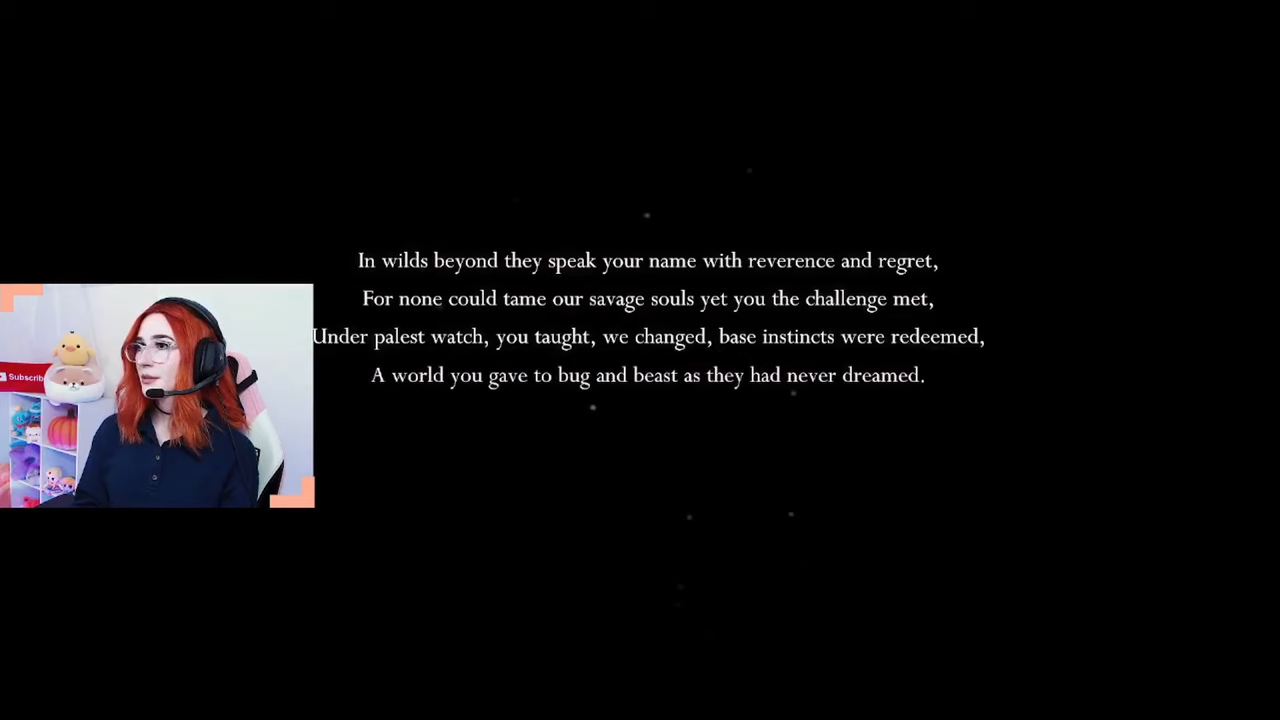 In wilds beyond they speak your name with reverence and regret,
For none could tame our savage souls yet you the challenge met,
Under palest watch, you taught, we changed, base instincts were redeemed,
A world you gave to bug and beast as they had never dreamed.
Subscrib